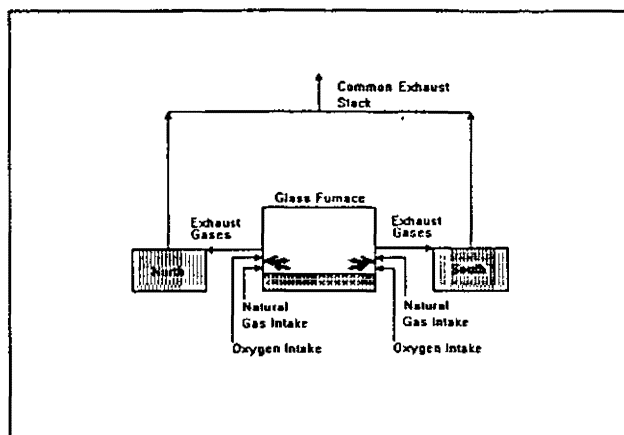 Common Exhaust
Stack
Glass Furnace
Exhaust
Gases
Exhaust
Gases
North
South
Natural
Gas Intake
Natural
Gas Intake
Oxygen Intake
Oxygen Intake